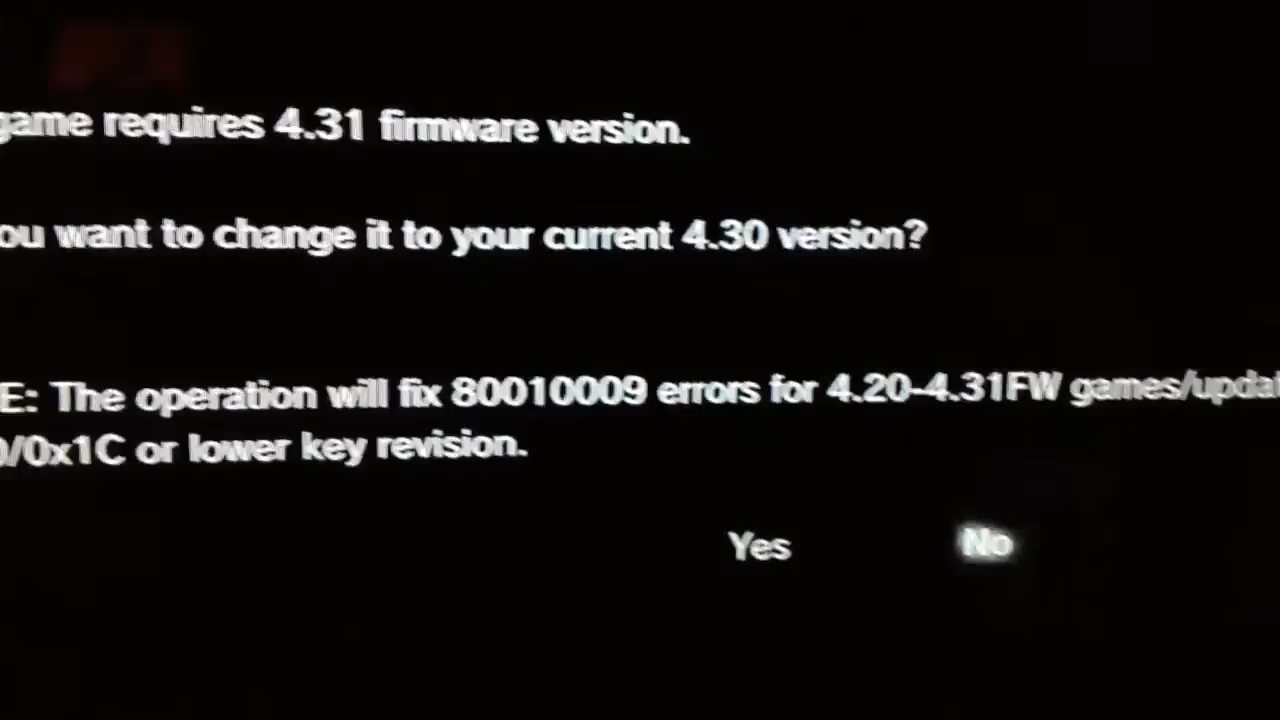 game requires 4.31 firmware version.
ou want to change it to your current 4.30 version?
E: The operation will fix 80010009 errors for 4.20-4.31FW games/updat
)/0x1C or lower key revision.
Yes No